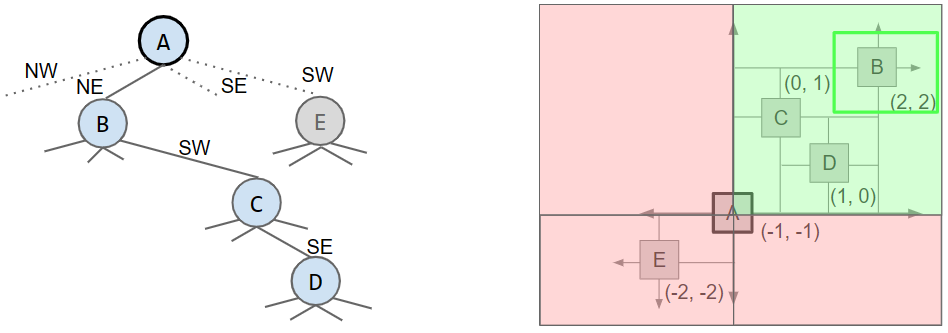 A
NW
NE
SE
SW
B
E
SW
C
SE
D
B
(0, 1)
(2, 2)
C
D
(1, 0)
A
(-1, -1)
E
(-2, -2)